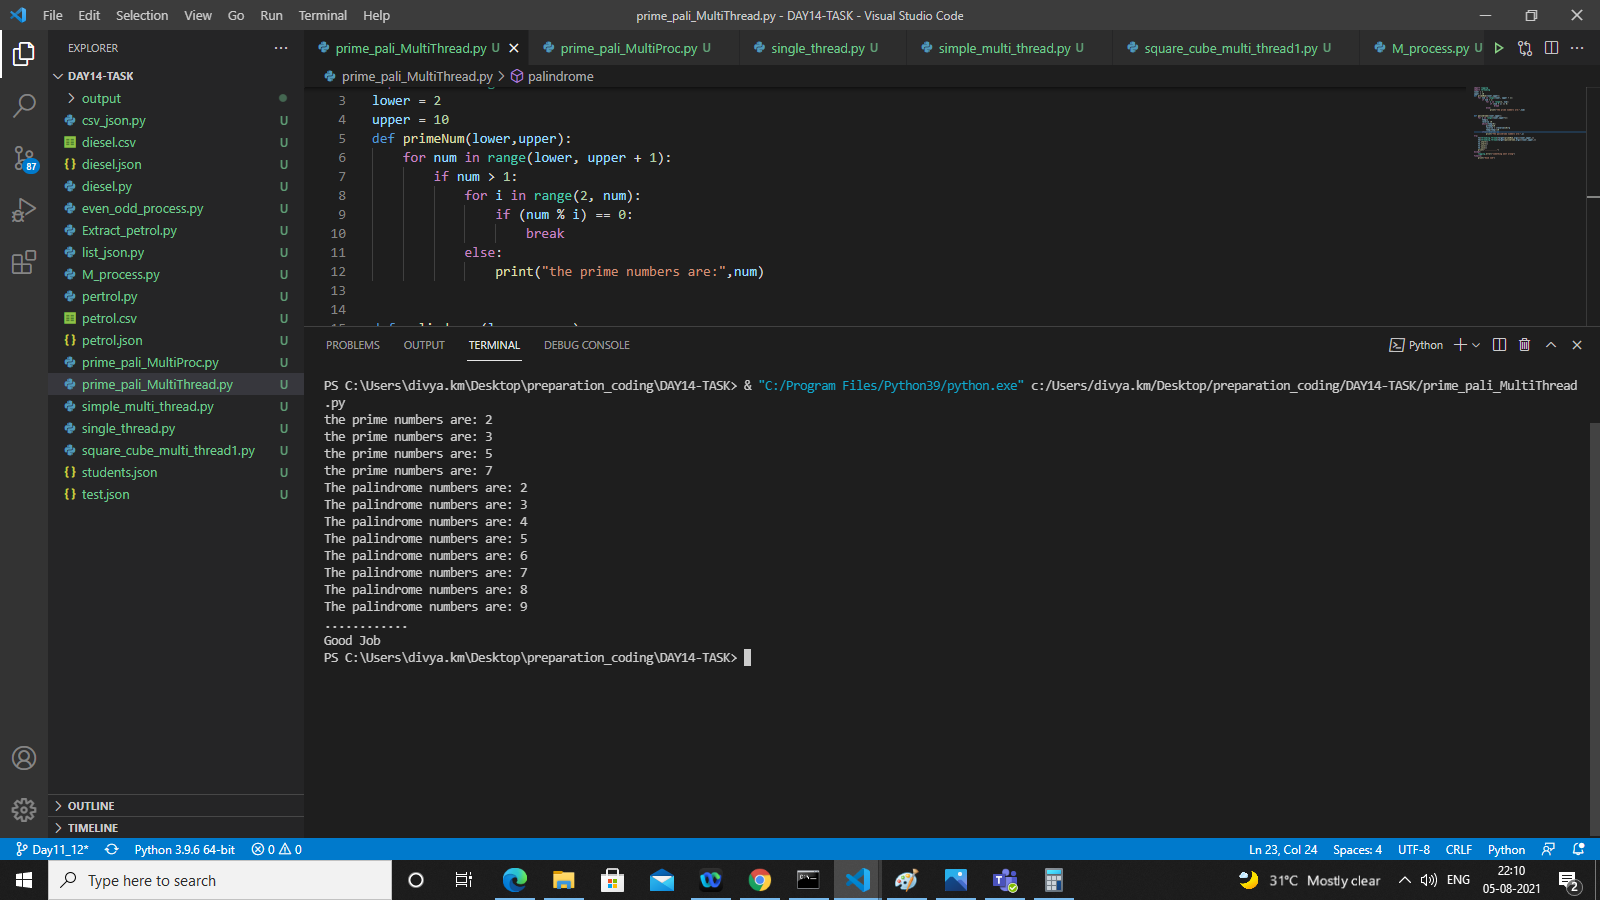 File Edit Selection View Go Run Terminal Help
prime_pali_MultiThread.py - DAY14-TASK - Visual Studio Code
EXPLORER
DAY14-TASK
output
csv_json.py U
diesel.csv U
diesel.json U
diesel.py U
even_odd_process.py U
Extract_petrol.py U
list_json.py U
M_process.py U
pertrol.py U
petrol.csv U
petrol.json U
prime_pali_MultiProc.py U
prime_pali_MultiThread.py U
simple_multi_thread.py U
single_thread.py U
square_cube_multi_thread1.py U
students.json U
test.json U
87
OUTLINE
TIMELINE
prime_pali_MultiThread.py U prime_pali_MultiProc.py U single_thread.py U simple_multi_thread.py U square_cube_multi_thread1.py U M_process.py U
prime_pali_MultiThread.py > palindrome
3 lower = 2
4 upper = 10
5 def primeNum(lower,upper):
6 for num in range(lower, upper + 1):
7 if num > 1:
8 for i in range(2, num):
9 if (num % i) == 0:
10 break
11 else:
12 print("the prime numbers are:",num)
13
14
PROBLEMS OUTPUT TERMINAL DEBUG CONSOLE Python
PS C:\Users\divya.km\Desktop\preparation_coding\DAY14-TASK> & "C:/Program Files/Python39/python.exe" c:/Users/divya.km/Desktop/preparation_coding/DAY14-TASK/prime_pali_MultiThread
.py
the prime numbers are: 2
the prime numbers are: 3
the prime numbers are: 5
the prime numbers are: 7
The palindrome numbers are: 2
The palindrome numbers are: 3
The palindrome numbers are: 4
The palindrome numbers are: 5
The palindrome numbers are: 6
The palindrome numbers are: 7
The palindrome numbers are: 8
The palindrome numbers are: 9
............
Good Job
PS C:\Users\divya.km\Desktop\preparation_coding\DAY14-TASK>
Day11_12* Python 3.9.6 64-bit 0 0 Ln 23, Col 24 Spaces: 4 UTF-8 CRLF Python
Type here to search
31°C Mostly clear ENG
22:10
05-08-2021
2